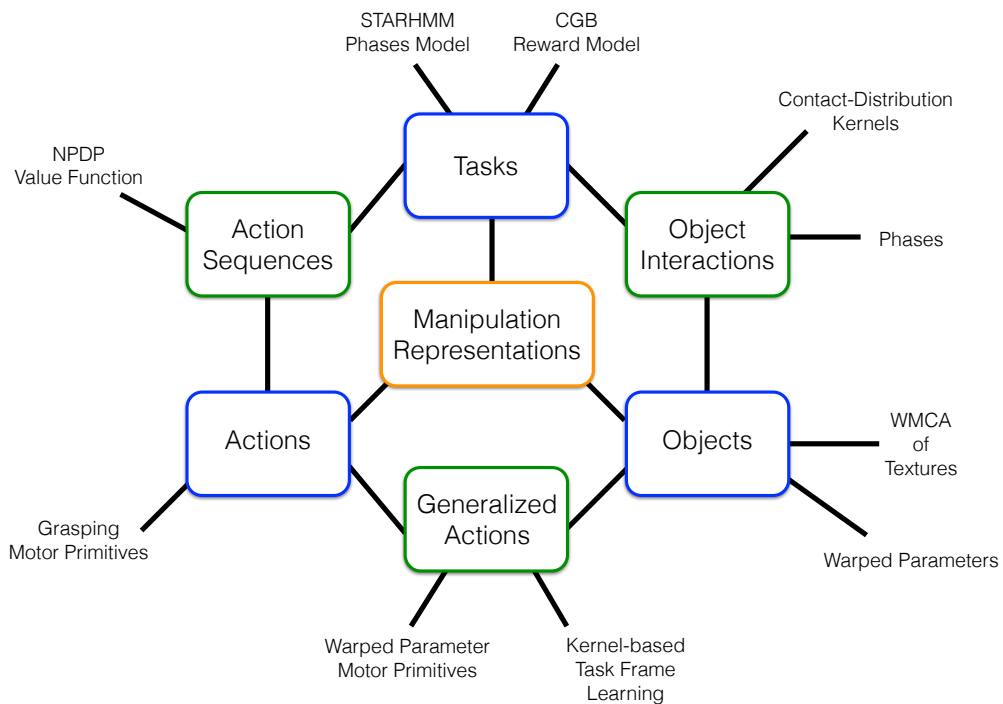 STARHMM
Phases Model
CGB
Reward Model
Contact-Distribution
Kernels
NPDP
Value Function
Tasks
Action
Sequences
Object
Interactions
Phases
Manipulation
Representations
Actions
Objects
WMCA
of
Textures
Generalized
Actions
Grasping
Motor Primitives
Warped Parameters
Warped Parameter
Motor Primitives
Kernel-based
Task Frame
Learning